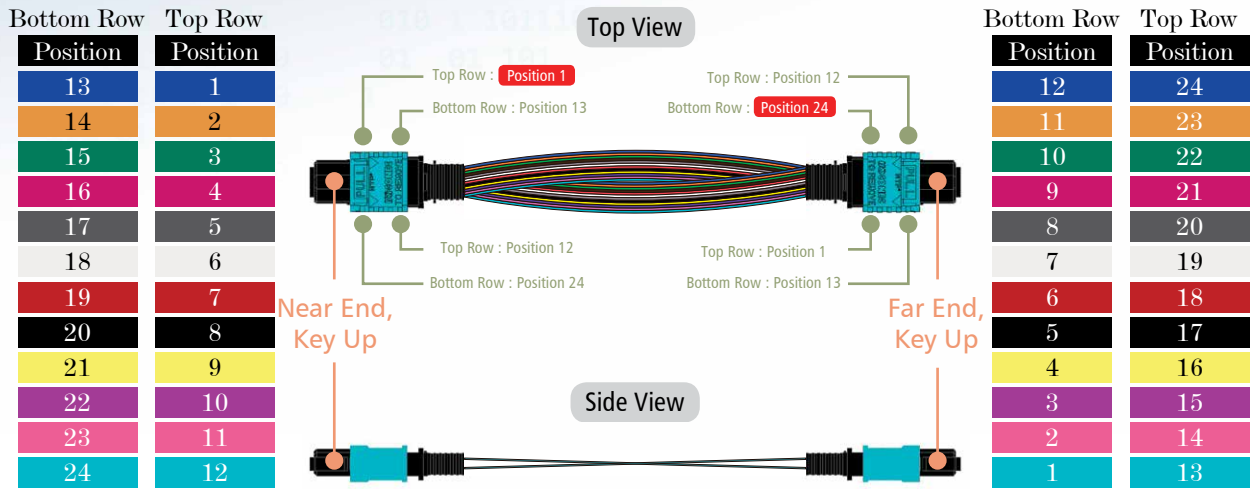 Bottom Row Top Row
Position Position
13 1
14 2
15 3
16 4
17 5
18 6
19 7
20 8
21 9
22 10
23 11
24 12
Top View
Top Row : Position 1
Bottom Row : Position 13
Top Row : Position 12
Bottom Row : Position 24
PULL
Top Row : Position 12
Bottom Row : Position 24
PULL
Top Row : Position 1
Bottom Row : Position 13
Near End,
Key Up
Far End,
Key Up
Side View
Bottom Row Top Row
Position Position
12 24
11 23
10 22
9 21
8 20
7 19
6 18
5 17
4 16
3 15
2 14
1 13